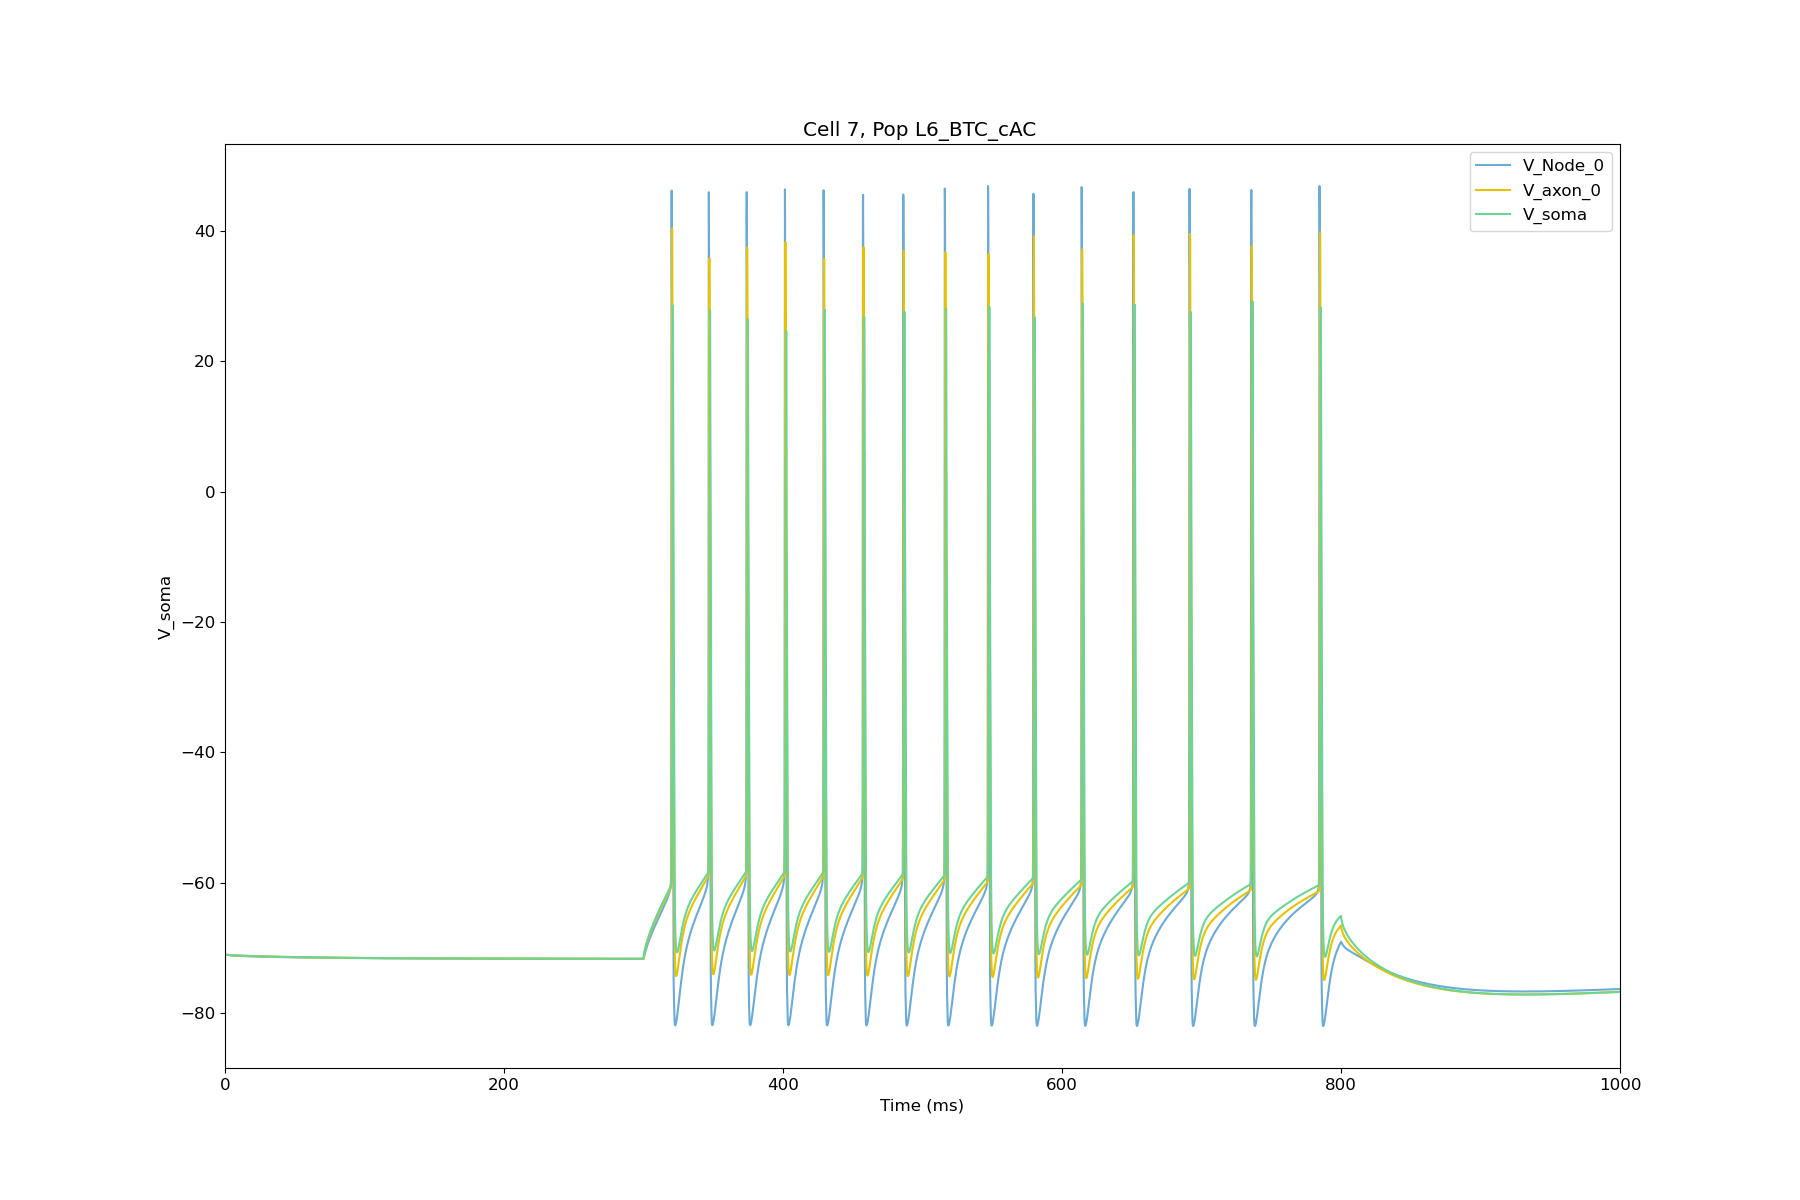 Cell 7, Pop L6_BTC_cAC
V_Node_0
V_axon_0
V_soma
40
20
0
−20
−40
−60
−80
V_soma
0 200 400 600 800 1000
Time (ms)